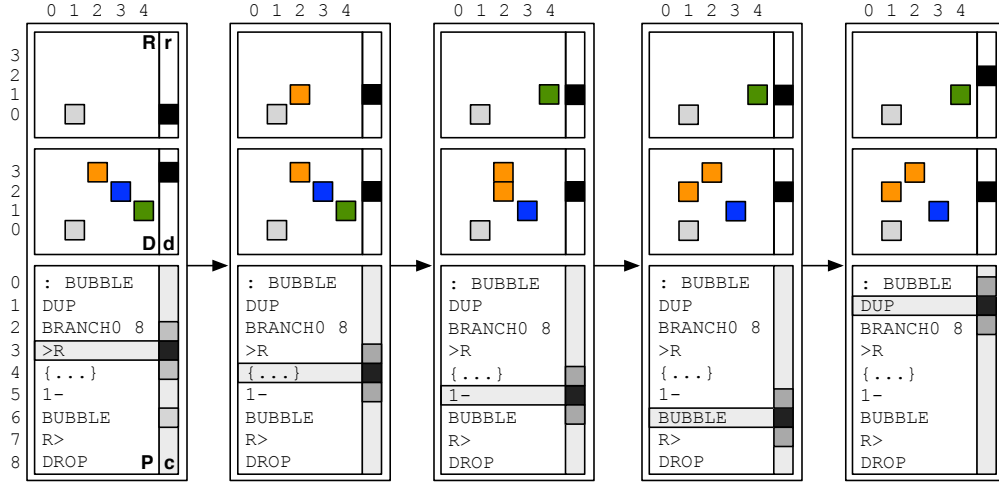 0 1 2 3 4
0 1 2 3 4
0 1 2 3 4
0 1 2 3 4
0 1 2 3 4
R r
3
2
1
0
3
2
1
0
D d
0 : BUBBLE
1 DUP
2 BRANCH0 8
3 >R
4 {...}
5 1-
6 BUBBLE
7 R>
8 DROP
P c
: BUBBLE
DUP
BRANCH0 8
>R
{...}
1-
BUBBLE
R>
DROP
: BUBBLE
DUP
BRANCH0 8
>R
{...}
1-
BUBBLE
R>
DROP
: BUBBLE
DUP
BRANCH0 8
>R
{...}
1-
BUBBLE
R>
DROP
: BUBBLE
DUP
BRANCH0 8
>R
{...}
1-
BUBBLE
R>
DROP